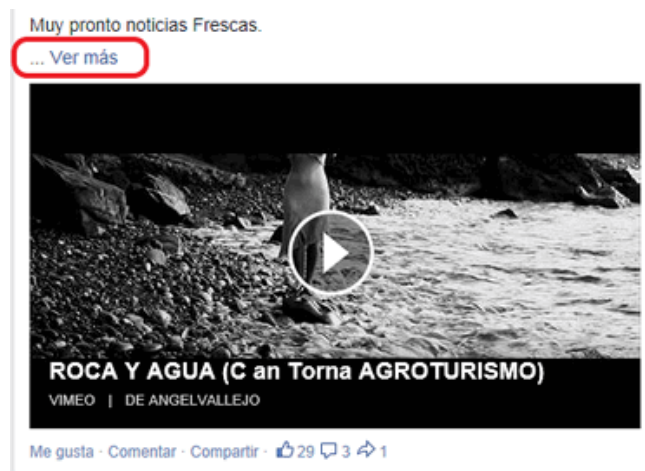 Muy pronto noticias Frescas.
... Ver más
ROCA Y AGUA (C an Torna AGROTURISMO)
VIMEO | DE ANGELVALLEJO
Me gusta · Comentar · Compartir · 29 3 1